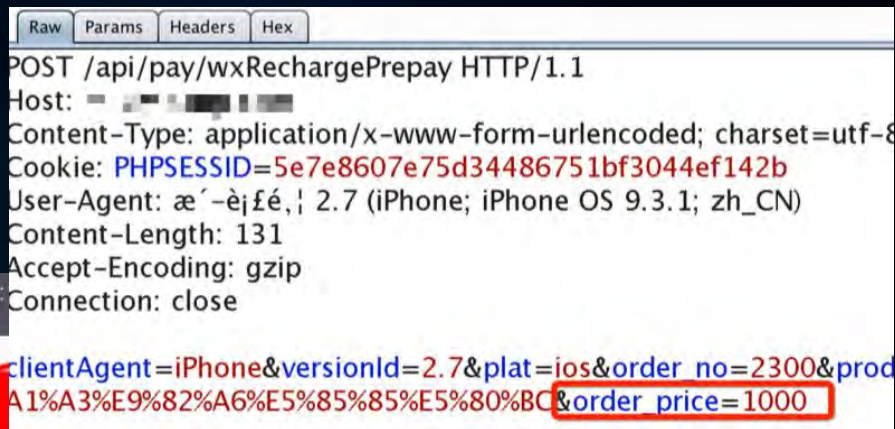 Raw Params Headers Hex
POST /api/pay/wxRechargePrepay HTTP/1.1
Host:
Content-Type: application/x-www-form-urlencoded; charset=utf-8
Cookie: PHPSESSID=5e7e8607e75d34486751bf3044ef142b
User-Agent: æ´-è¡£é‚¦ 2.7 (iPhone; iPhone OS 9.3.1; zh_CN)
Content-Length: 131
Accept-Encoding: gzip
Connection: close
clientAgent=iPhone&versionId=2.7&plat=ios&order_no=2300&prod
A1%A3%E9%82%A6%E5%85%85%E5%80%BC&order_price=1000